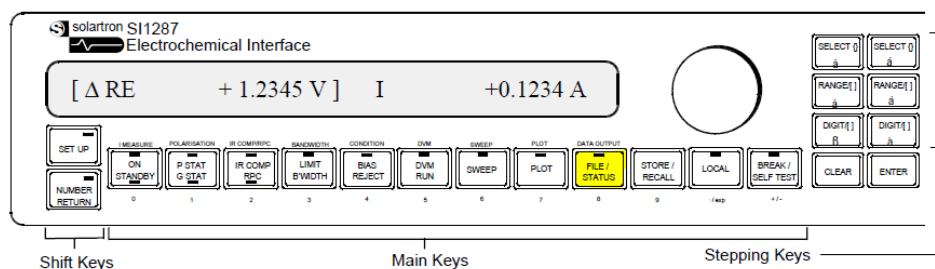 S solartron SI1287
Electrochemical Interface
[ Δ RE + 1.2345 V ] I +0.1234 A
SELECT {} SELECT {}
á á
RANGE/[ ] RANGE/[ ]
á á
DIGIT/[ ] DIGIT/[ ]
ß à
CLEAR ENTER
SET UP
NUMBER
RETURN
I MEASURE POLARISATION IR COMP/RPC BANDWIDTH CONDITION DVM SWEEP PLOT DATA OUTPUT
ON STANDBY
P STAT G STAT
IR COMP RPC
LIMIT B'WIDTH
BIAS REJECT
DVM RUN
SWEEP
PLOT
FILE / STATUS
STORE / RECALL
LOCAL
BREAK / SELF TEST
0 1 2 3 4 5 6 7 8 9 -/exp +/-
Shift Keys Main Keys Stepping Keys